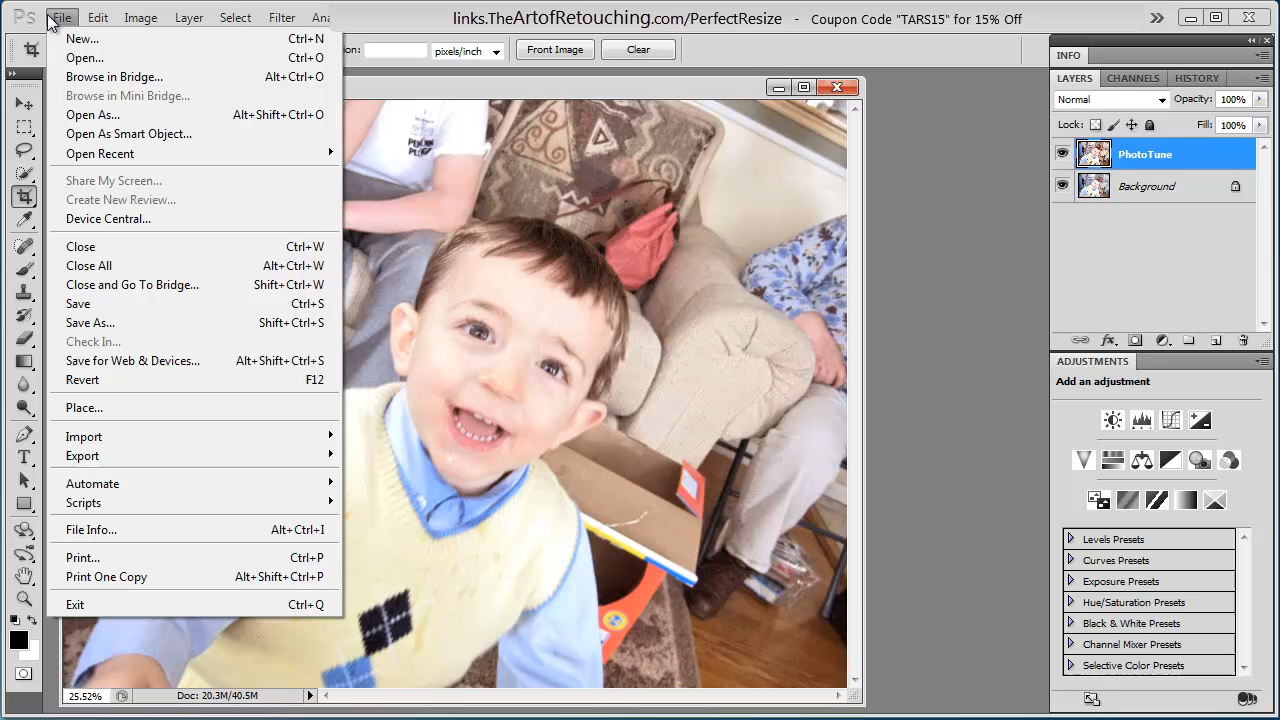 Ps File Edit Image Layer Select Filter Ana
links.TheArtofRetouching.com/PerfectResize - Coupon Code "TARS15" for 15% Off
ion: pixels/inch Front Image Clear
New... Ctrl+N
Open... Ctrl+O
Browse in Bridge... Alt+Ctrl+O
Browse in Mini Bridge...
Open As... Alt+Shift+Ctrl+O
Open As Smart Object...
Open Recent
Share My Screen...
Create New Review...
Device Central...
Close Ctrl+W
Close All Alt+Ctrl+W
Close and Go To Bridge... Shift+Ctrl+W
Save Ctrl+S
Save As... Shift+Ctrl+S
Check In...
Save for Web & Devices... Alt+Shift+Ctrl+S
Revert F12
Place...
Import
Export
Automate
Scripts
File Info... Alt+Ctrl+I
Print... Ctrl+P
Print One Copy Alt+Shift+Ctrl+P
Exit Ctrl+Q
25.52% Doc: 20.3M/40.5M
INFO
LAYERS CHANNELS HISTORY
Normal Opacity: 100%
Lock: Fill: 100%
PhotoTune
Background
ADJUSTMENTS
Add an adjustment
Levels Presets
Curves Presets
Exposure Presets
Hue/Saturation Presets
Black & White Presets
Channel Mixer Presets
Selective Color Presets